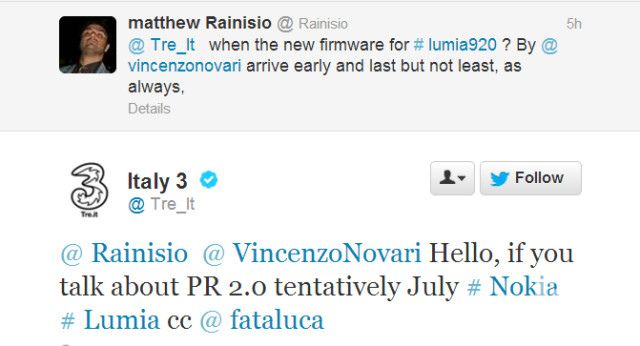 matthew Rainisio @ Rainisio 5h
@ Tre_It when the new firmware for # lumia920 ? By @
vincenzonovari arrive early and last but not least, as
always,
Details
3
Tre.it
Italy 3
@ Tre_It
Follow
@ Rainisio @ VincenzoNovari Hello, if you
talk about PR 2.0 tentatively July # Nokia
# Lumia cc @ fataluca